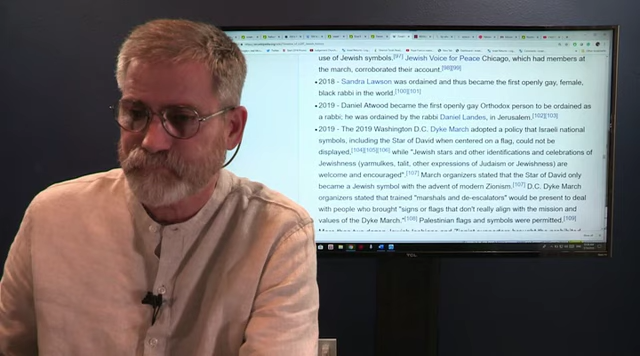 use of Jewish symbols.[97] Jewish Voice for Peace Chicago, which had members at
the march, corroborated their account.[98][99]
• 2018 - Sandra Lawson was ordained and thus became the first openly gay, female,
black rabbi in the world.[100][101]
• 2019 - Daniel Atwood became the first openly gay Orthodox person to be ordained as
a rabbi; he was ordained by the rabbi Daniel Landes, in Jerusalem.[102][103]
• 2019 - The 2019 Washington D.C. Dyke March adopted a policy that Israeli national
symbols, including the Star of David when centered on a flag, could not be
displayed,[104][105][106] while "Jewish stars and other identifications and celebrations of
Jewishness (yarmulkes, talit, other expressions of Judaism or Jewishness) are
welcome and encouraged".[107] March organizers stated that the Star of David only
became a Jewish symbol with the advent of modern Zionism.[107] D.C. Dyke March
organizers stated that trained "marshals and de-escalators" would be present to
deal with people who brought "signs or flags that don't really align with the mission and
values of the Dyke March."[108] Palestinian flags and symbols were permitted.[109]
TCL